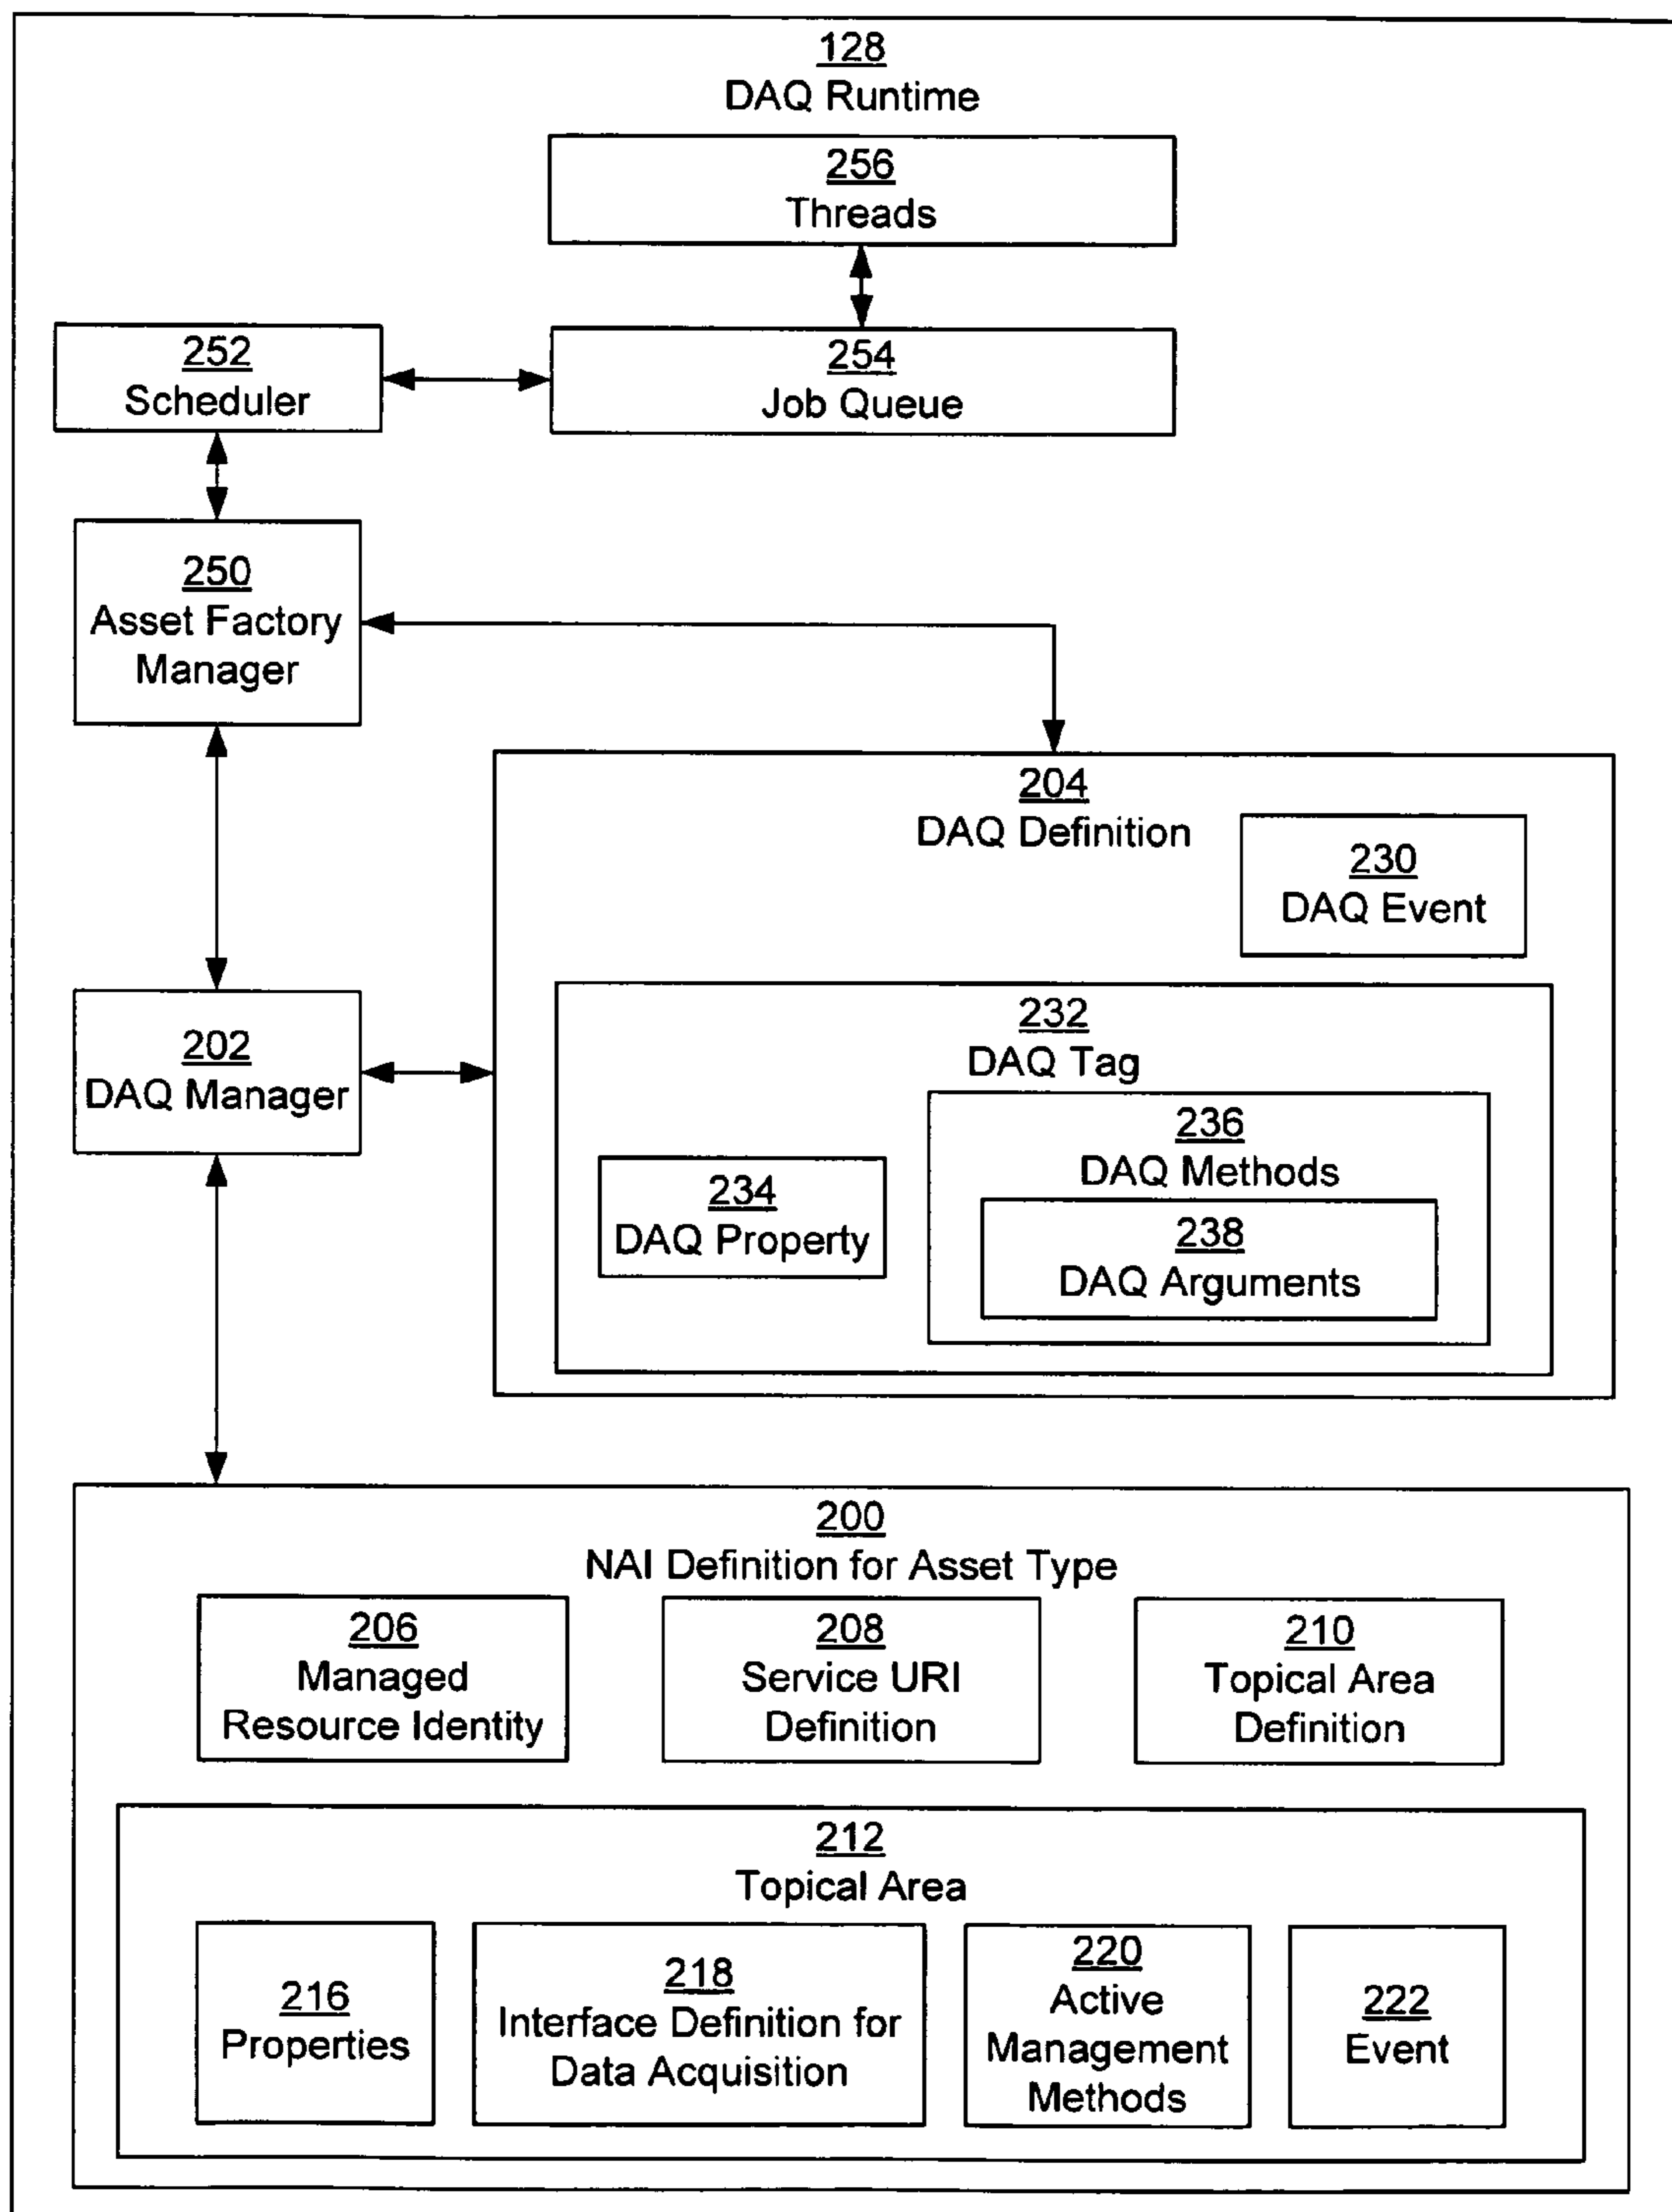 128
DAQ Runtime
256
Threads
252
Scheduler
254
Job Queue
250
Asset Factory
Manager
204
DAQ Definition
230
DAQ Event
202
DAQ Manager
232
DAQ Tag
234
DAQ Property
236
DAQ Methods
238
DAQ Arguments
200
NAI Definition for Asset Type
206
Managed
Resource Identity
208
Service URI
Definition
210
Topical Area
Definition
212
Topical Area
216
Properties
218
Interface Definition for
Data Acquisition
220
Active
Management
Methods
222
Event